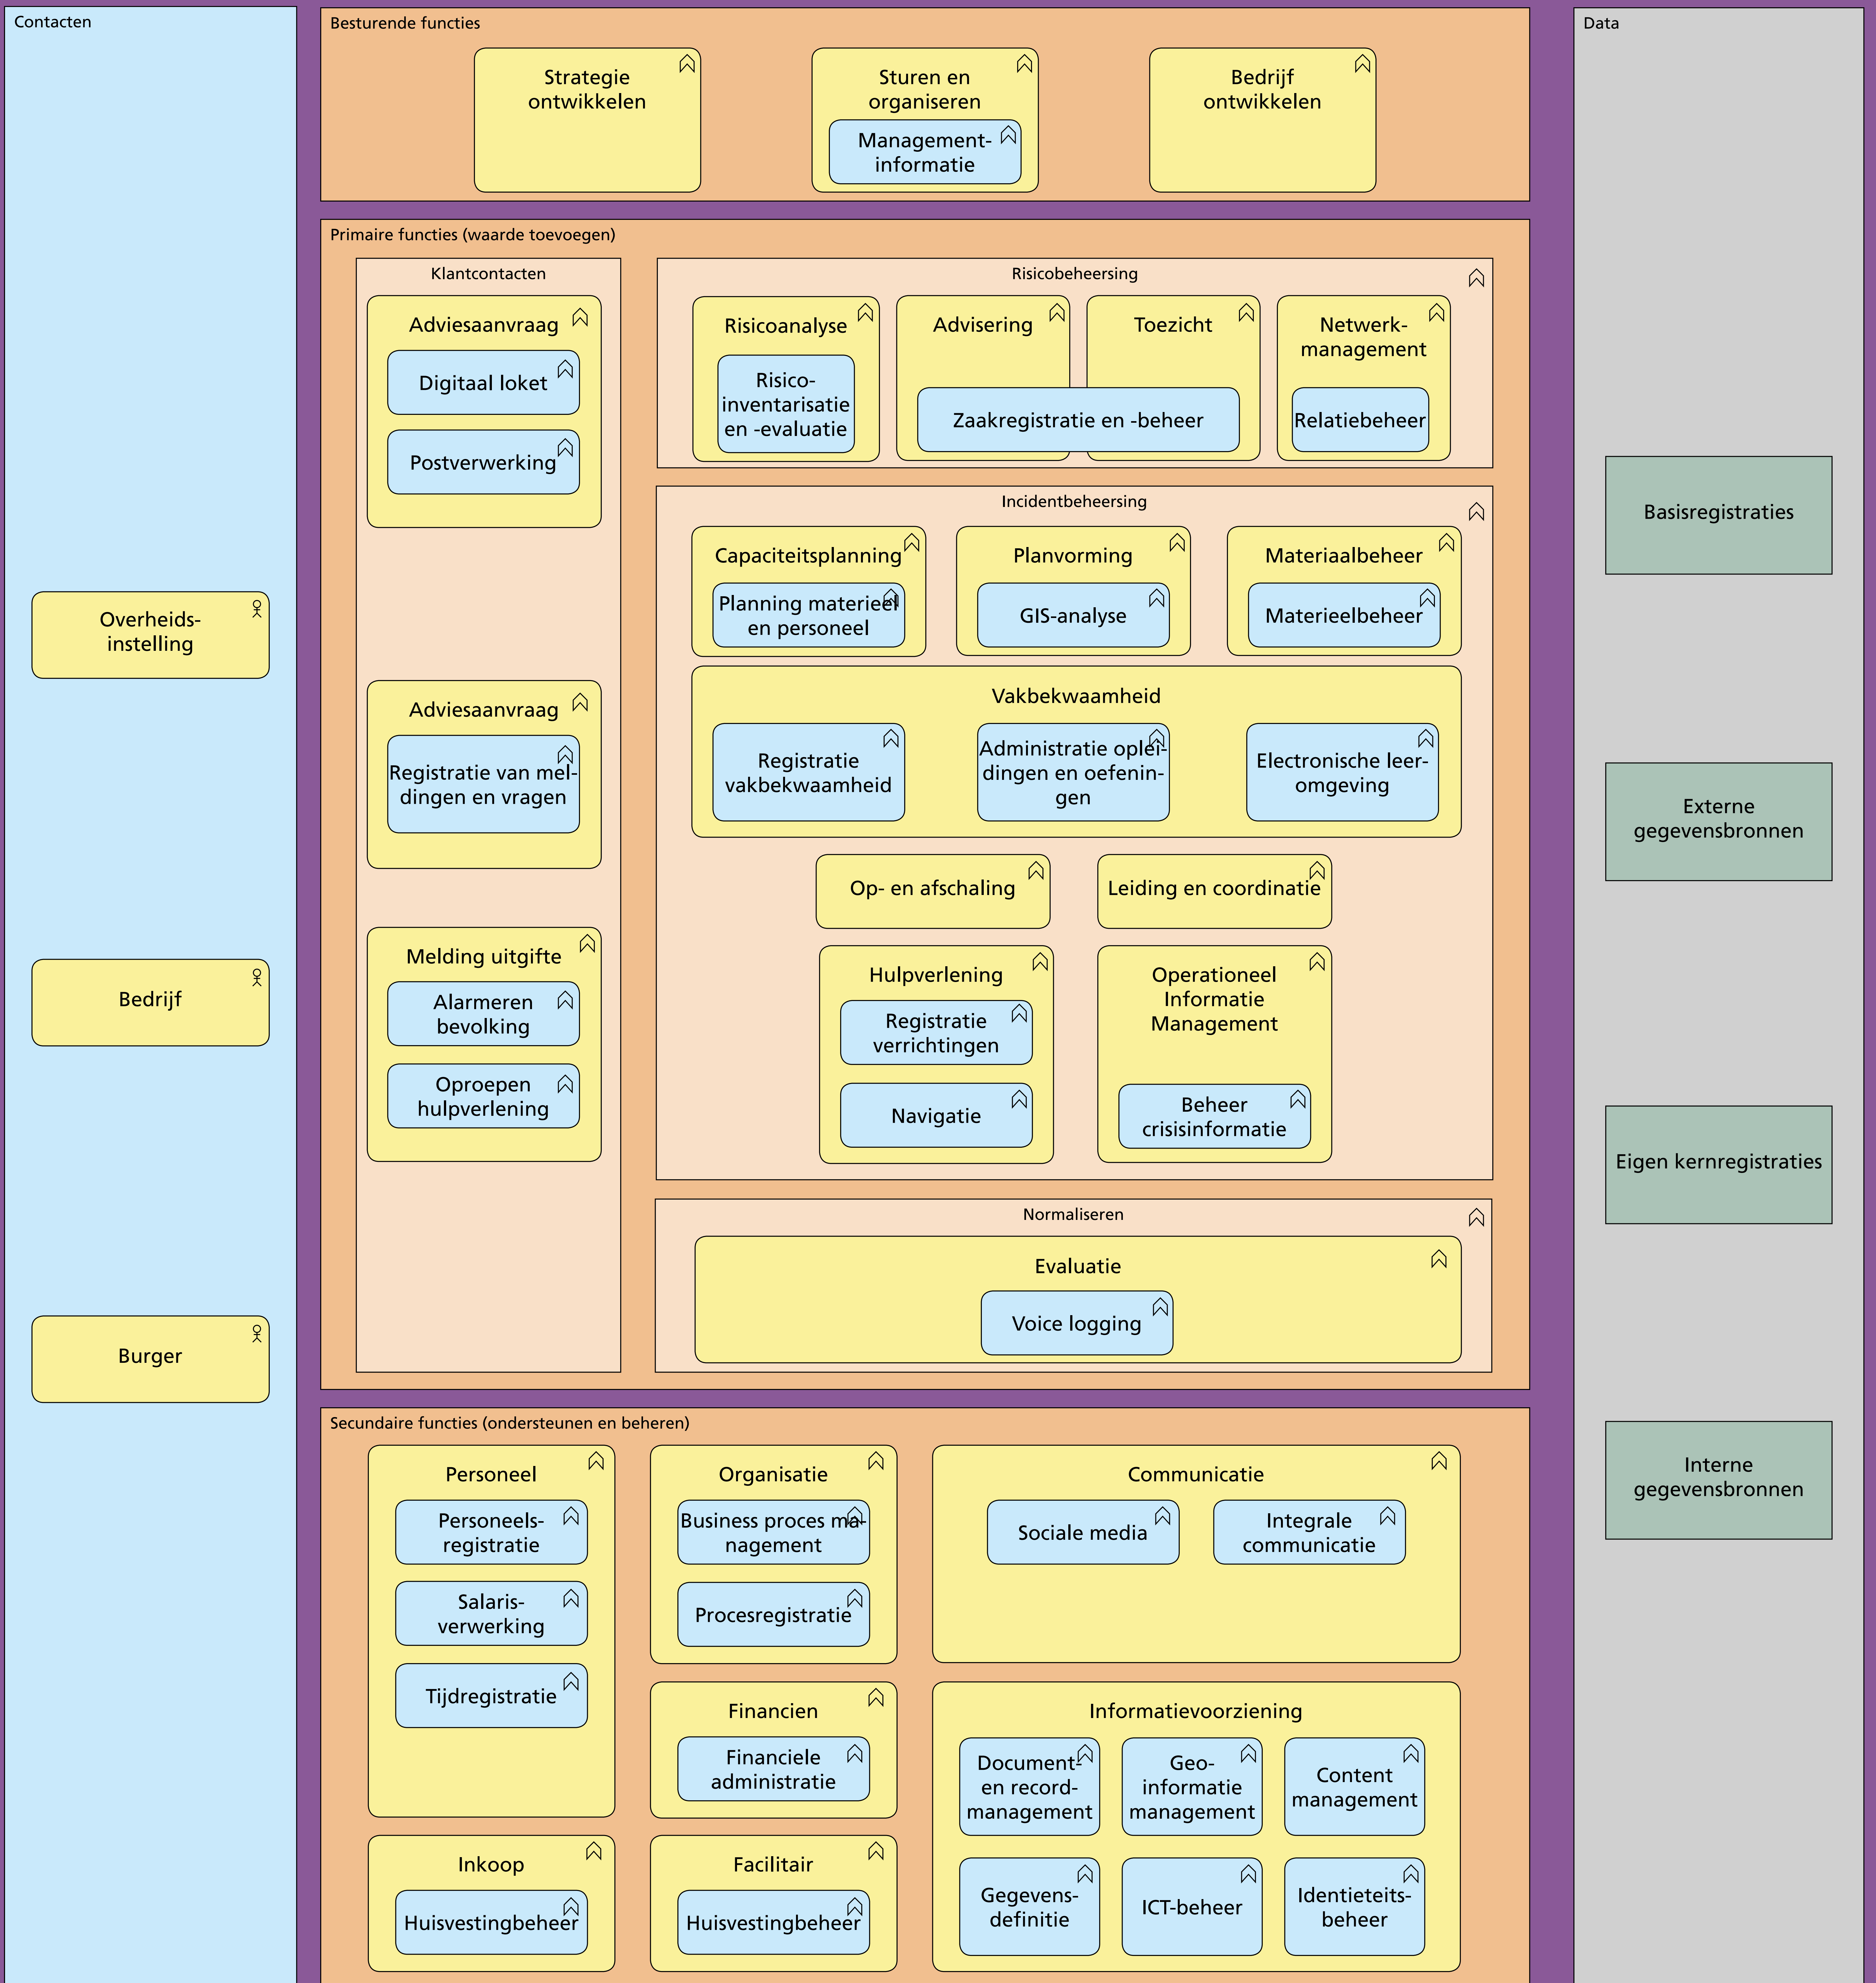 Contacten
Overheids-
instelling
Bedrijf
Burger
Besturende functies
Strategie
ontwikkelen
Sturen en
organiseren
Management-
informatie
Bedrijf
ontwikkelen
Primaire functies (waarde toevoegen)
Klantcontacten
Adviesaanvraag
Digitaal loket
Postverwerking
Adviesaanvraag
Registratie van mel-
dingen en vragen
Melding uitgifte
Alarmeren
bevolking
Oproepen
hulpverlening
Risicobeheersing
Risicoanalyse
Risico-
inventarisatie
en -evaluatie
Advisering
Toezicht
Zaakregistratie en -beheer
Netwerk-
management
Relatiebeheer
Incidentbeheersing
Capaciteitsplanning
Planning materieel
en personeel
Planvorming
GIS-analyse
Materiaalbeheer
Materieelbeheer
Vakbekwaamheid
Registratie
vakbekwaamheid
Administratie oplei-
dingen en oefenin-
gen
Electronische leer-
omgeving
Op- en afschaling
Leiding en coordinatie
Hulpverlening
Registratie
verrichtingen
Navigatie
Operationeel
Informatie
Management
Beheer
crisisinformatie
Normaliseren
Evaluatie
Voice logging
Secundaire functies (ondersteunen en beheren)
Personeel
Personeels-
registratie
Salaris-
verwerking
Tijdregistratie
Organisatie
Business proces ma-
nagement
Procesregistratie
Communicatie
Sociale media
Integrale
communicatie
Financien
Financiele
administratie
Informatievoorziening
Document-
en record-
management
Geo-
informatie
management
Content
management
Gegevens-
definitie
ICT-beheer
Identieteits-
beheer
Inkoop
Huisvestingbeheer
Facilitair
Huisvestingbeheer
Data
Basisregistraties
Externe
gegevensbronnen
Eigen kernregistraties
Interne
gegevensbronnen